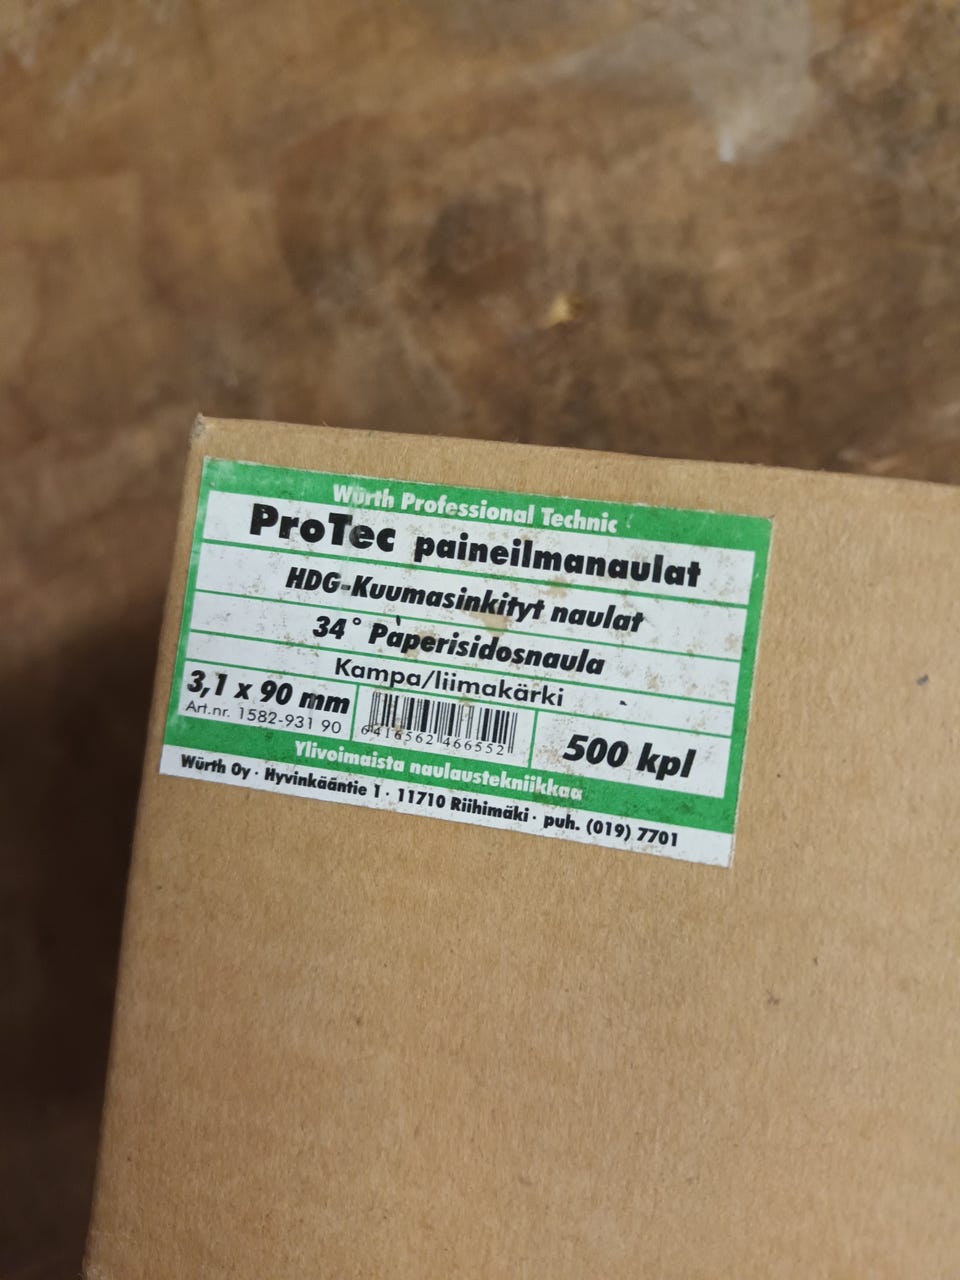 Würth Professional Technic
ProTec paineilmanaulat
HDG-Kuumasinkityt naulat
34° Paperisidosnaula
Kampa/liimakärki
3,1 x 90 mm
Art.nr. 1582-931 90
6416562 466552
500 kpl
Ylivoimaista naulaustekniikkaa
Würth Oy · Hyvinkääntie 1 · 11710 Riihimäki · puh. (019) 7701